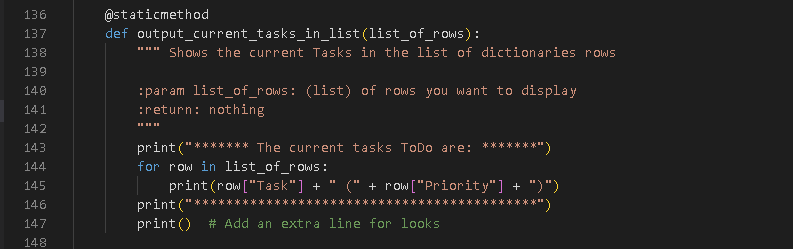 136 @staticmethod
137 def output_current_tasks_in_list(list_of_rows):
138 """ Shows the current Tasks in the list of dictionaries rows
139
140 :param list_of_rows: (list) of rows you want to display
141 :return: nothing
142 """
143 print("******* The current tasks ToDo are: *******")
144 for row in list_of_rows:
145 print(row["Task"] + " (" + row["Priority"] + ")")
146 print("*******************************************")
147 print()  # Add an extra line for looks
148